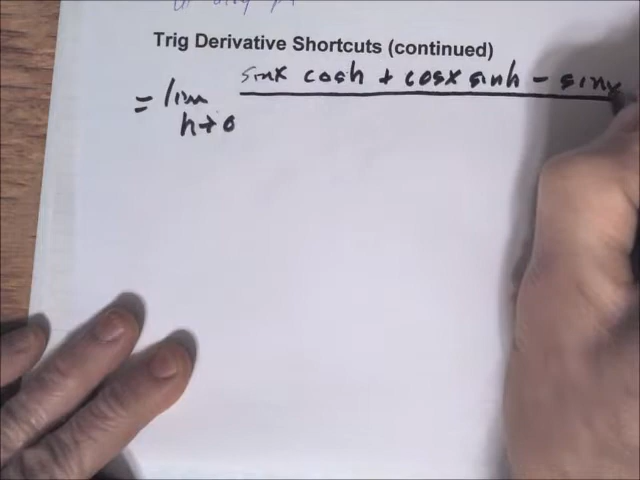 Trig Derivative Shortcuts (continued)
sinx cosh + cosx sinh - sinx
= lim
h→0